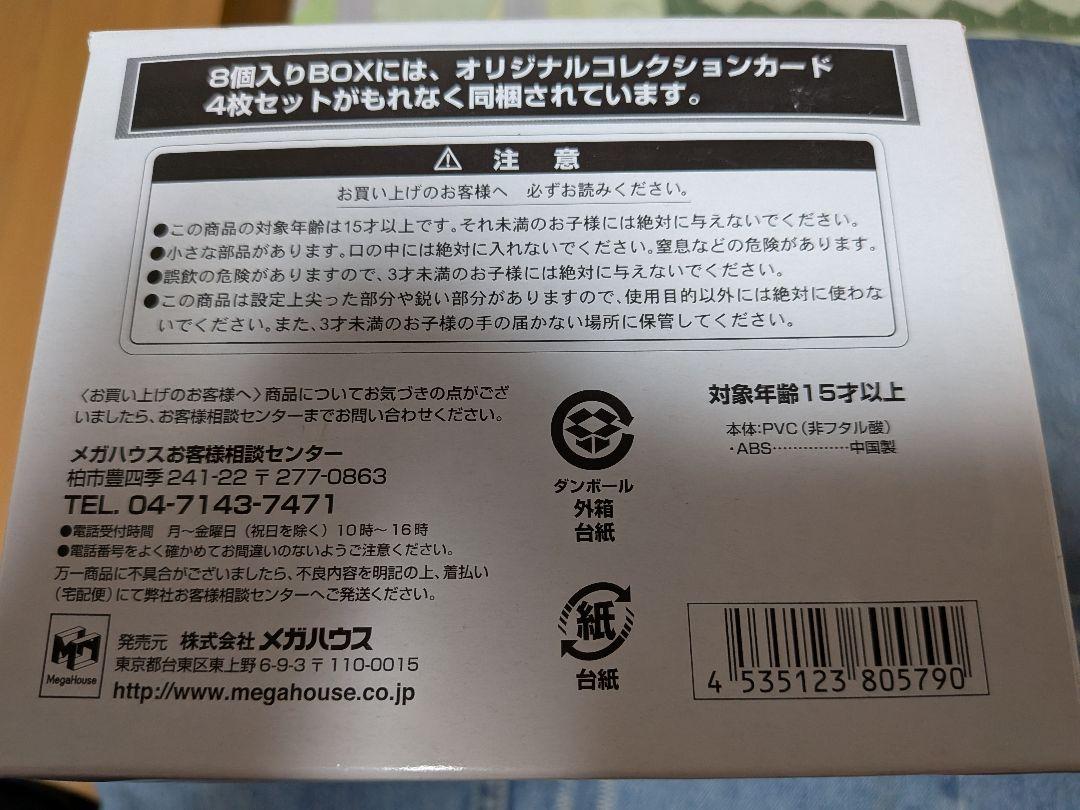 8個入りBOXには、オリジナルコレクションカード
4枚セットがもれなく同梱されています。
⚠ 注 意
お買い上げのお客様へ 必ずお読みください。
●この商品の対象年齢は15才以上です。それ未満のお子様には絶対に与えないでください。
●小さな部品があります。口の中には絶対に入れないでください。窒息などの危険があります。
●誤飲の危険がありますので、3才未満のお子様には絶対に与えないでください。
●この商品は設定上尖った部分や鋭い部分がありますので、使用目的以外には絶対に使わな
いでください。また、3才未満のお子様の手の届かない場所に保管してください。
〈お買い上げのお客様へ〉商品についてお気づきの点がござ
いましたら、お客様相談センターまでお問い合わせください。
メガハウスお客様相談センター
柏市豊四季241-22 〒277-0863
TEL. 04-7143-7471
●電話受付時間 月〜金曜日（祝日を除く）10時〜16時
●電話番号をよく確かめてお間違いのないようご注意ください。
万一商品に不具合がございましたら、不良内容を明記の上、着払い
（宅配便）にて弊社お客様相談センターへご発送ください。
MegaHouse
発売元 株式会社メガハウス
東京都台東区東上野6-9-3 〒110-0015
http://www.megahouse.co.jp
ダンボール
外箱
台紙
紙
台紙
対象年齢15才以上
本体:PVC（非フタル酸）
・ABS……………中国製
4 535123 805790